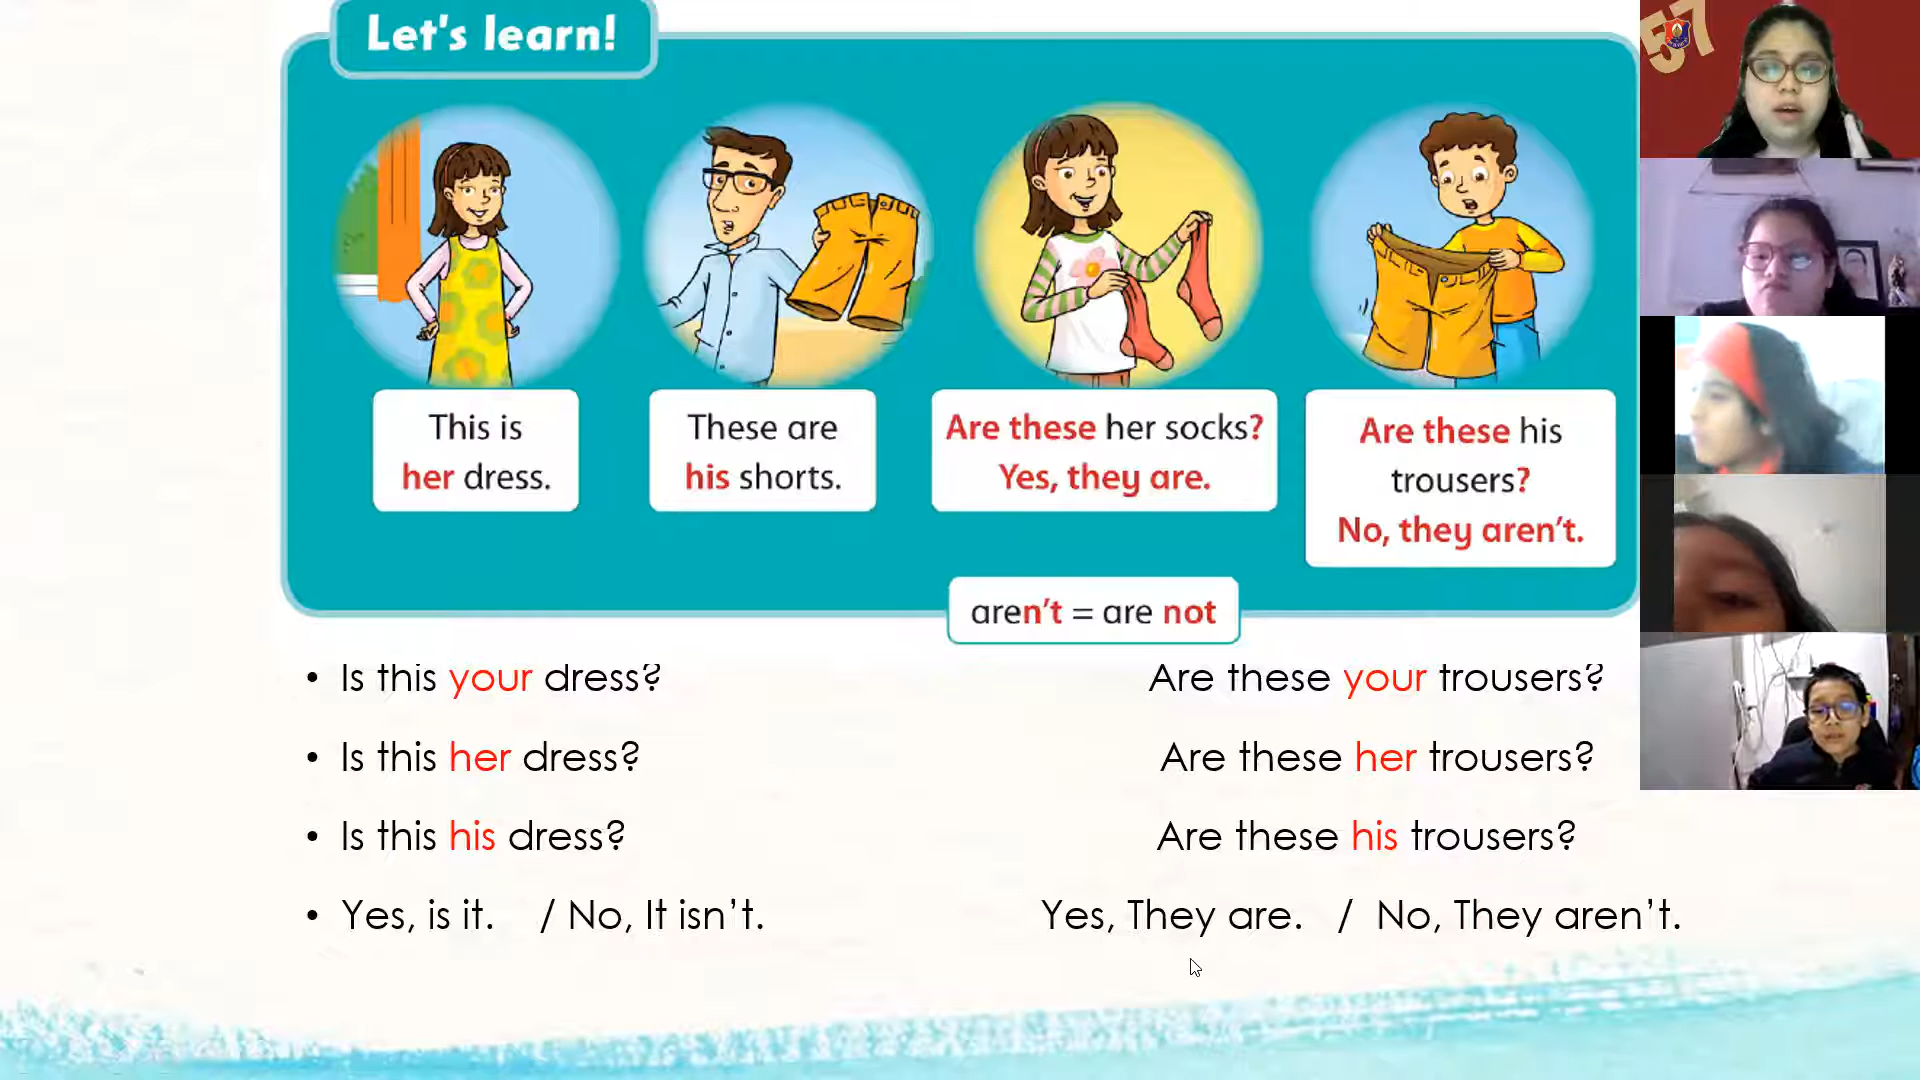 Let's learn!
This is
her dress.
These are
his shorts.
Are these her socks?
Yes, they are.
Are these his
trousers?
No, they aren't.
aren't = are not
• Is this your dress?
• Is this her dress?
• Is this his dress?
• Yes, is it. / No, It isn't.
Are these your trousers?
Are these her trousers?
Are these his trousers?
Yes, They are. / No, They aren't.
57